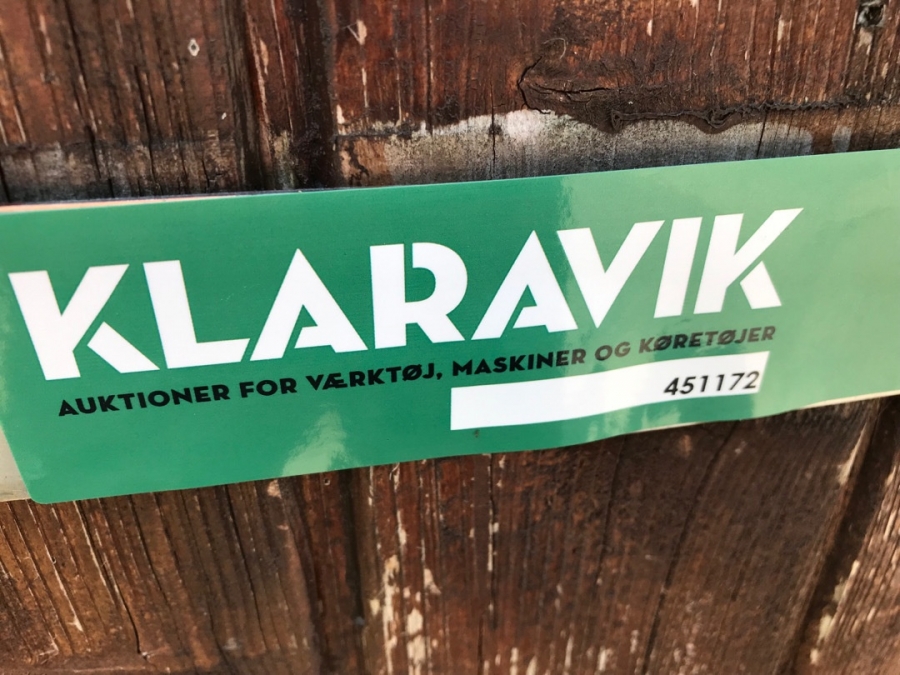 KLARAVIK
AUKTIONER FOR VÆRKTØJ, MASKINER OG KØRETØJER
451172